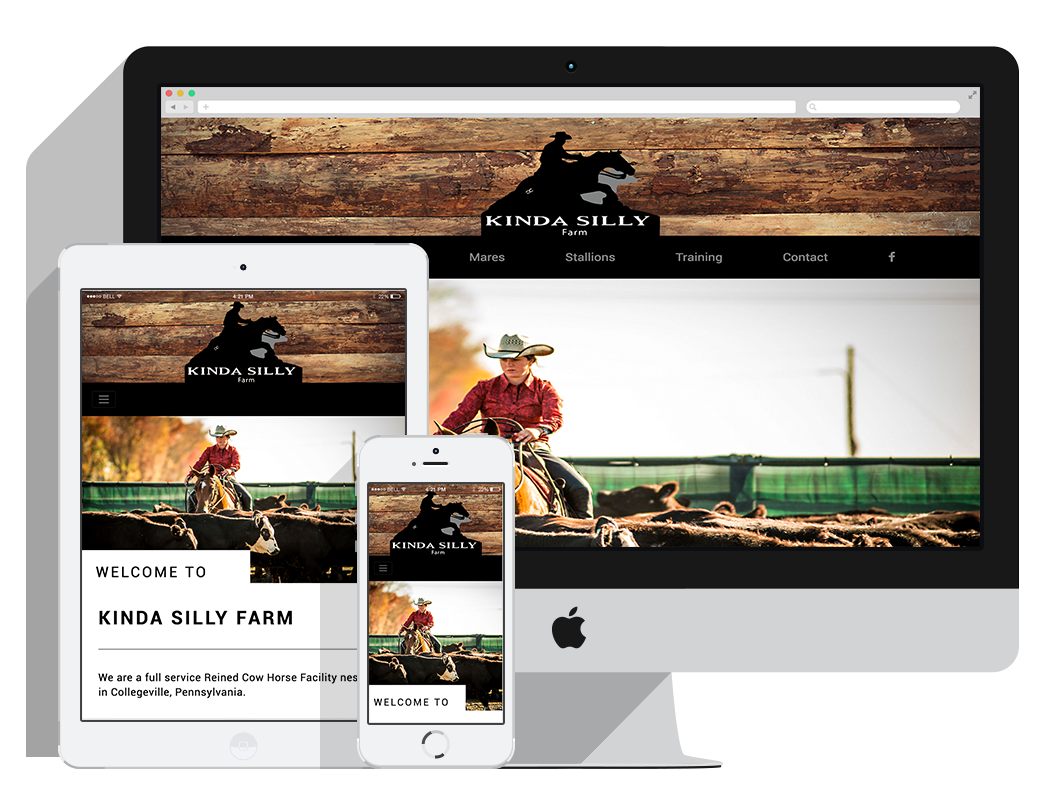 KINDA SILLY
Farm
Mares Stallions Training Contact f
BELL 4:21 PM 22%
KINDA SILLY
Farm
WELCOME TO
KINDA SILLY FARM
We are a full service Reined Cow Horse Facility nes
in Collegeville, Pennsylvania.
BELL 4:21 PM 22%
KINDA SILLY
Farm
WELCOME TO